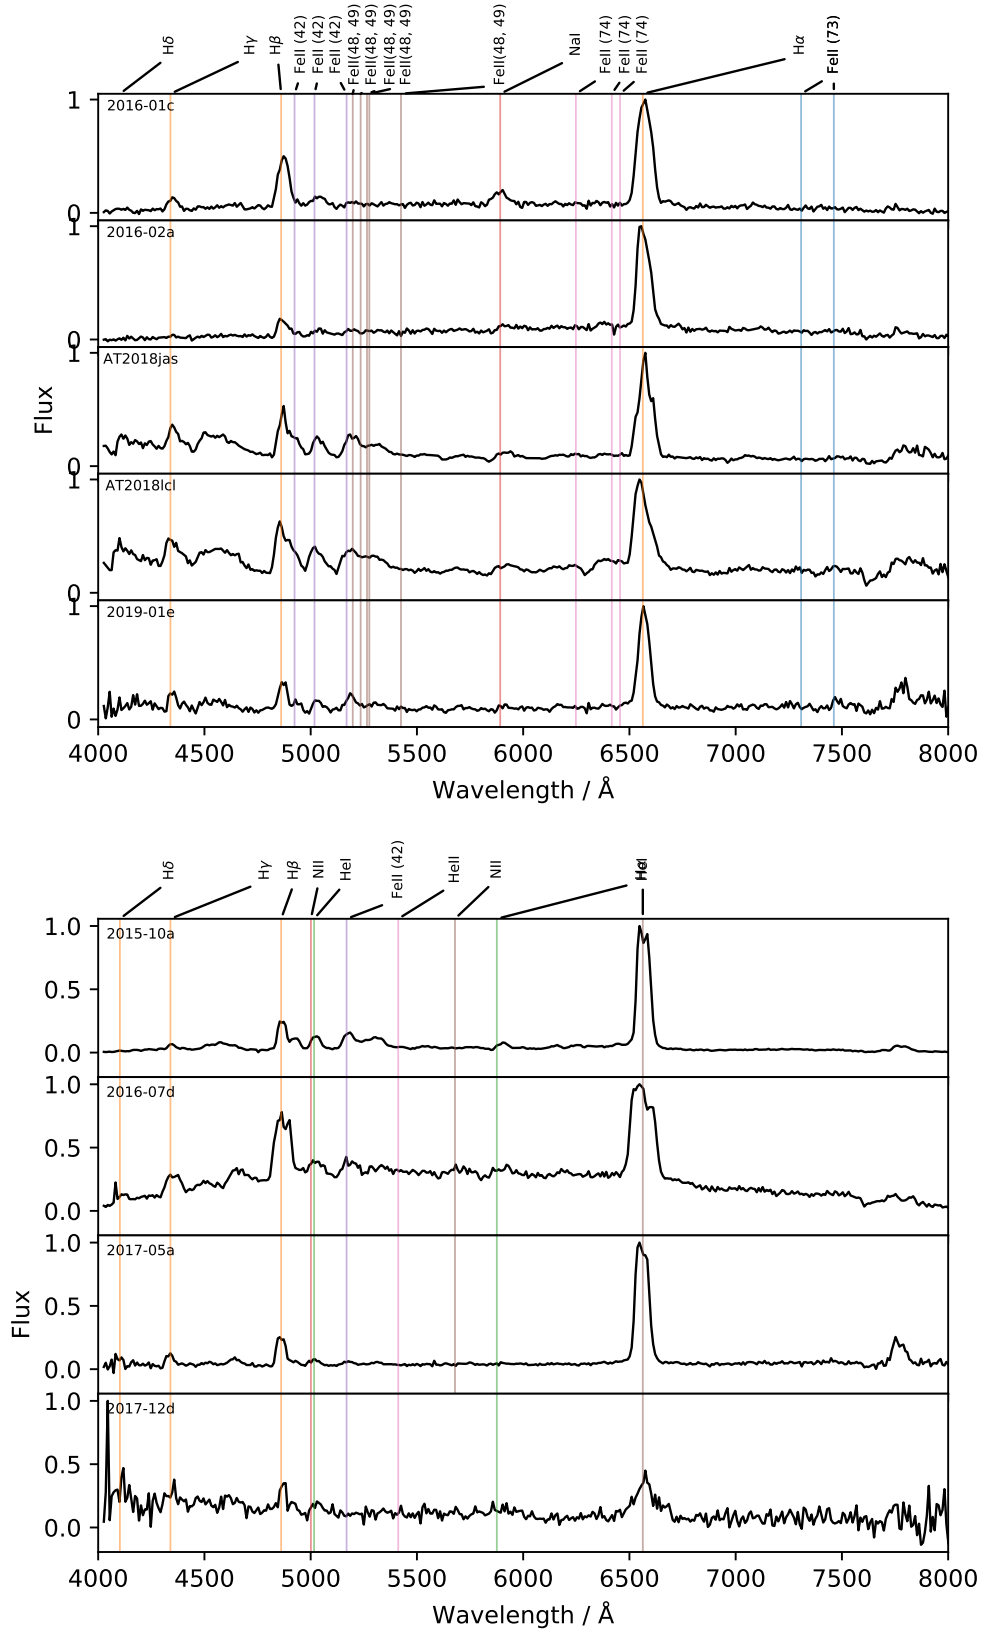 Hδ
Hγ
Hβ
FeII (42)
FeII (42)
FeII (42)
FeII(48, 49)
FeII(48, 49)
FeII(48, 49)
FeII(48, 49)
FeII(48, 49)
NaI
FeII (74)
FeII (74)
FeII (74)
Hα
FeII (73)
1
2016-01c
0
1
2016-02a
0
1
AT2018jas
0
1
AT2018lcl
0
1
2019-01e
0
Flux
4000 4500 5000 5500 6000 6500 7000 7500 8000
Wavelength / Å
Hδ
Hγ
Hβ
NII
HeI
FeII (42)
HeII
NII
Hα
HeI
1.0
2015-10a
0.5
0.0
1.0
2016-07d
0.5
0.0
1.0
2017-05a
0.5
0.0
1.0
2017-12d
0.5
0.0
Flux
4000 4500 5000 5500 6000 6500 7000 7500 8000
Wavelength / Å